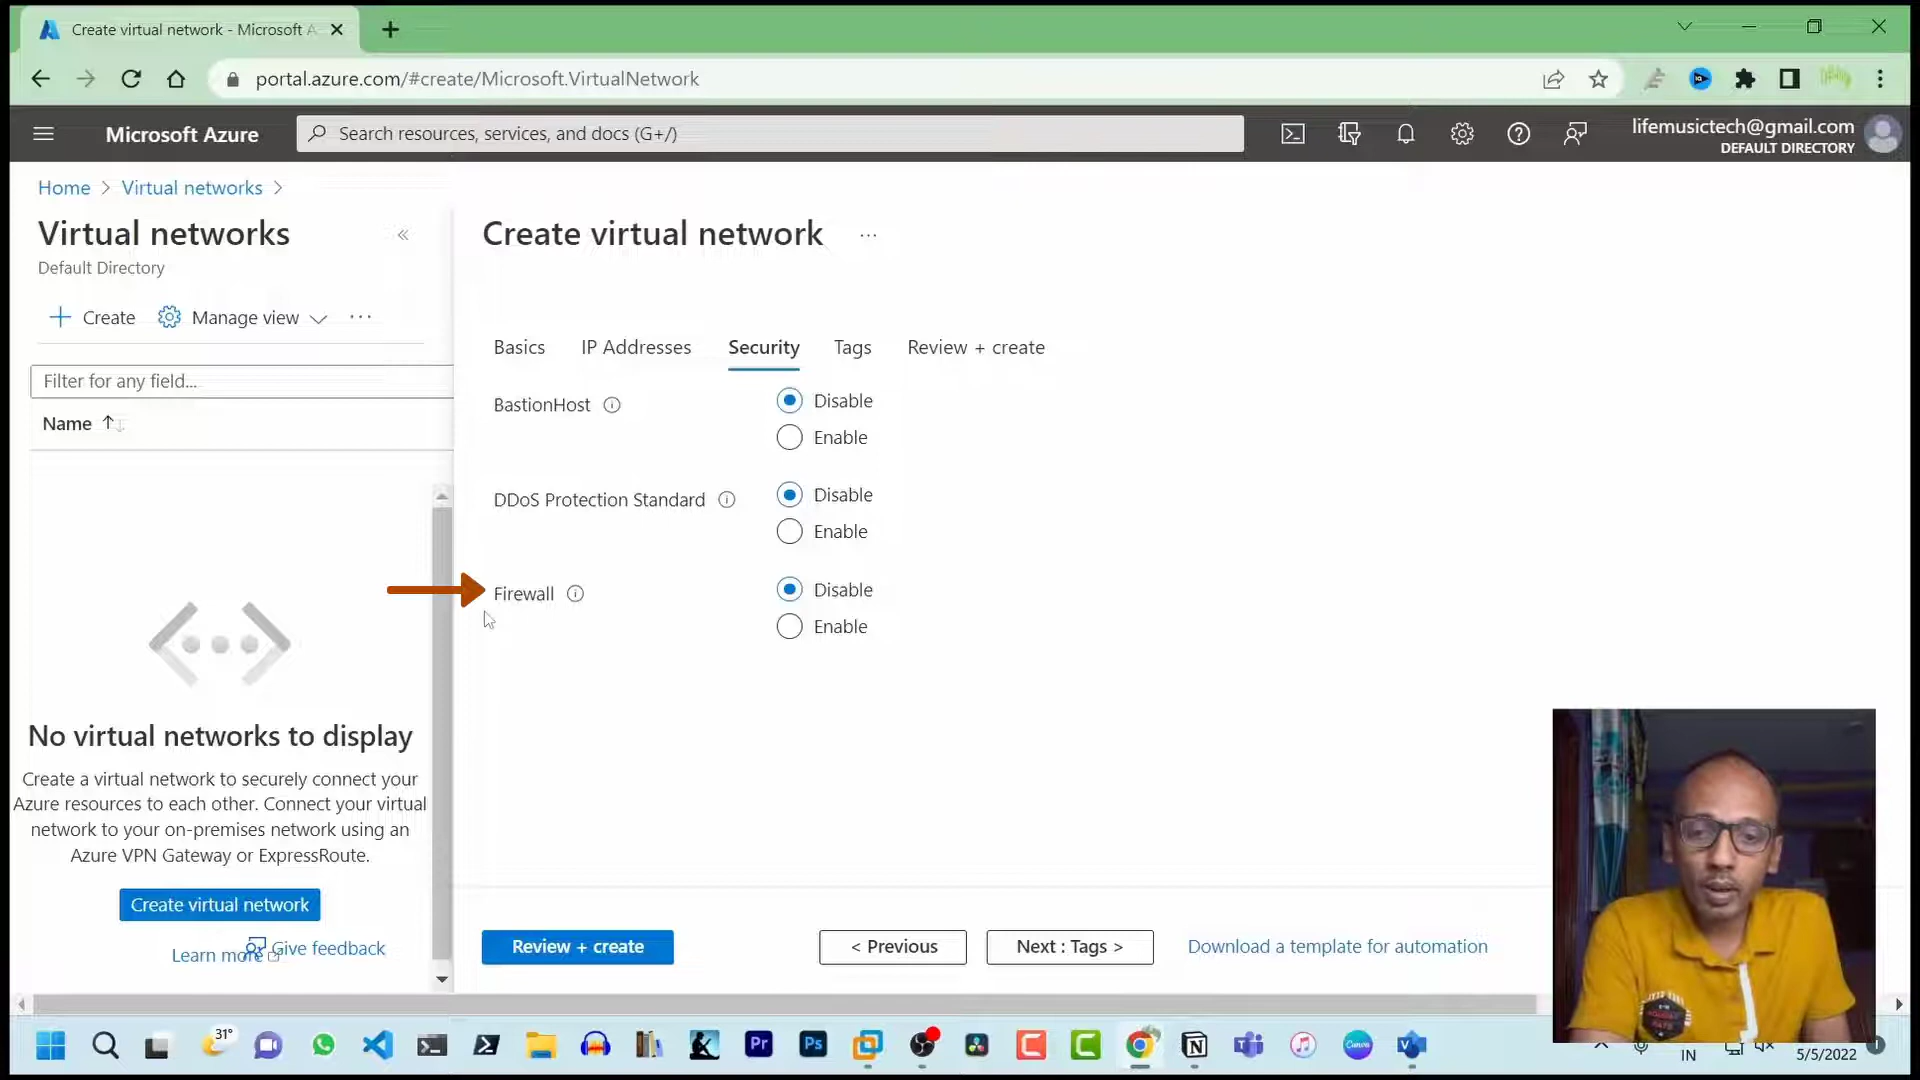 Create virtual network - Microsoft A
portal.azure.com/#create/Microsoft.VirtualNetwork
Microsoft Azure
Search resources, services, and docs (G+/)
lifemusictech@gmail.com
DEFAULT DIRECTORY
Home > Virtual networks >
Virtual networks
Default Directory
Create
Manage view
Filter for any field...
Name
No virtual networks to display
Create a virtual network to securely connect your
Azure resources to each other. Connect your virtual
network to your on-premises network using an
Azure VPN Gateway or ExpressRoute.
Create virtual network
Learn more
Give feedback
Create virtual network
Basics
IP Addresses
Security
Tags
Review + create
BastionHost
Disable
Enable
DDoS Protection Standard
Disable
Enable
Firewall
Disable
Enable
Review + create
< Previous
Next : Tags >
Download a template for automation
31°
Pr
Ps
IN
5/5/2022